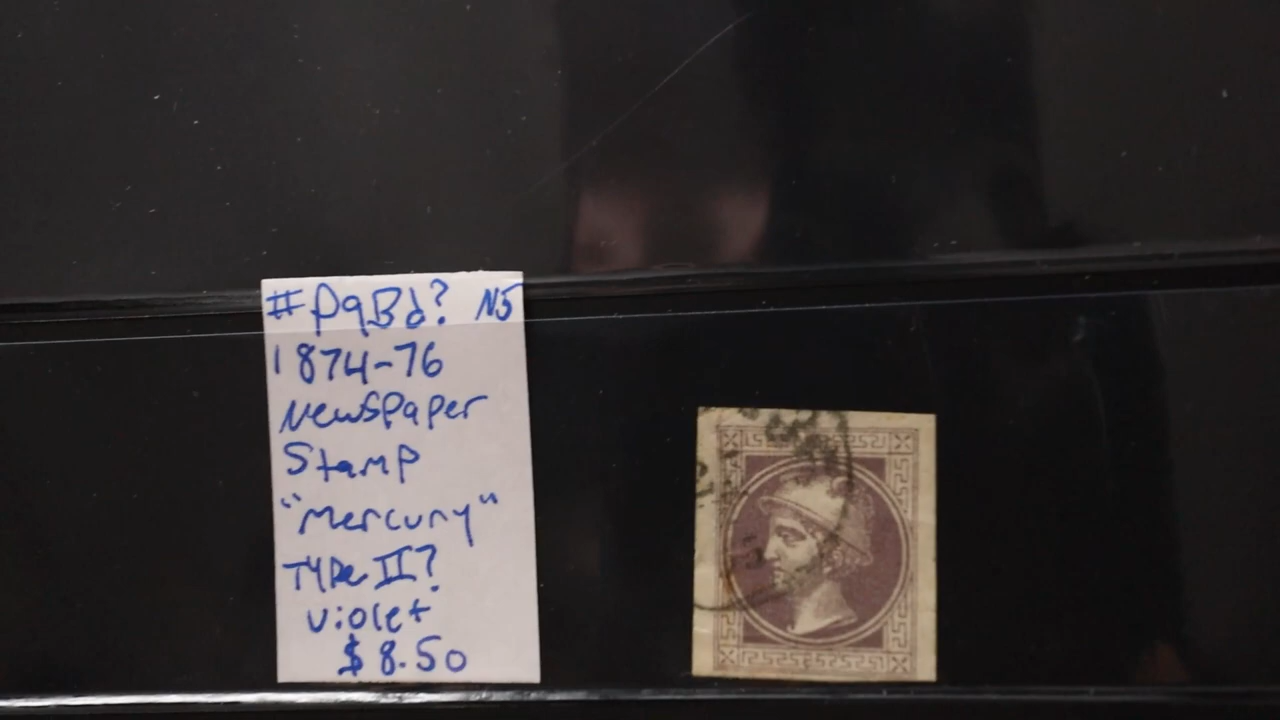 #P9Bd? N5
1874-76
Newspaper
Stamp
"Mercury"
Type II?
violet
$8.50